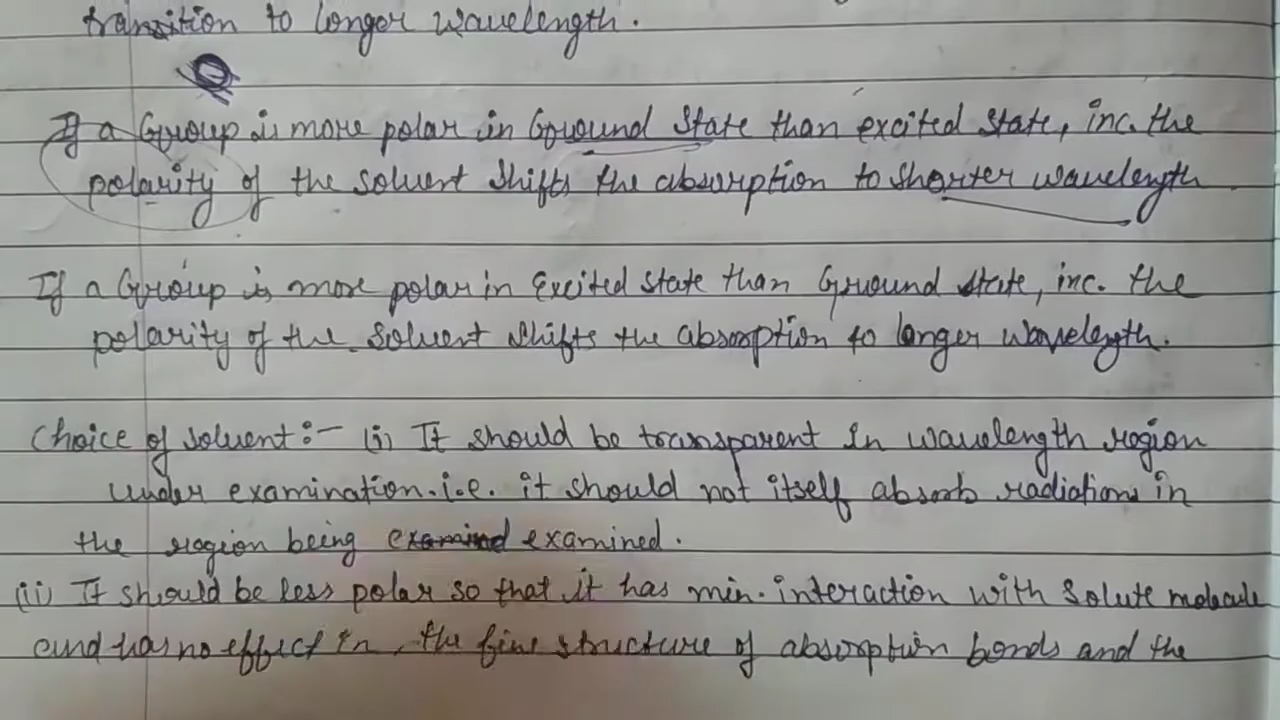 transition to longer wavelength.
If a Group is more polar in Ground State than excited state, inc. the
polarity of the solvent shifts the absorption to shorter wavelength
If a Group is more polar in Excited state than Ground state, inc. the
polarity of the solvent shifts the absorption to longer wavelength.
Choice of solvent:- (i) It should be transparent in wavelength region
under examination. i.e. it should not itself absorb radiations in
the region being examined examined.
(ii) It should be less polar so that it has min. interaction with solute molecule
and has no effect in the fine structure of absorption bonds and the